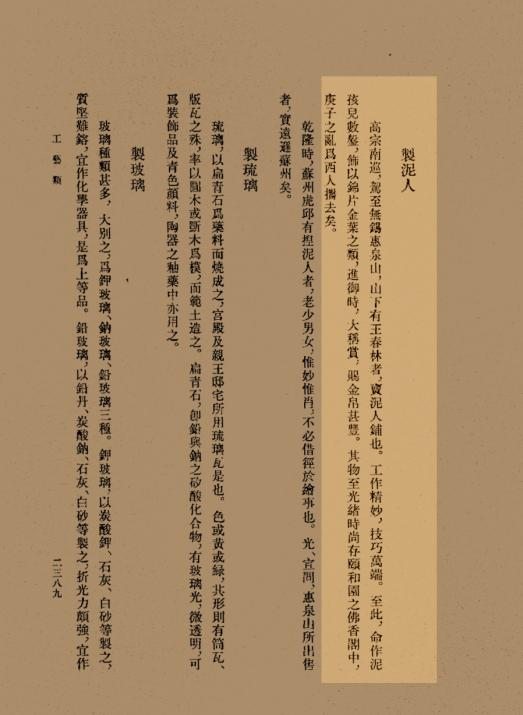 製泥人
高宗南巡，駕至無錫惠泉山，山下有王春林者，賣泥人鋪也。工作精妙，技巧萬端。至此，命作泥
孩兒數盤，飾以錦片金葉之類，進御時，大稱賞，賜金帛甚豐。其物至光緒時尚存頤和園之佛香閣中，
庚子之亂，爲西人攜去矣。
乾隆時，蘇州虎邱有捏泥人者，老少男女，惟妙惟肖，不必借徑於繪事也。光、宣間，惠泉山所出售
者，實遠遜蘇州矣。
製琉璃
琉璃，以扁青石爲藥料而燒成之，宮殿及親王邸宅所用琉璃瓦是也。色或黃或綠，其形則有筒瓦、
版瓦之殊，率以圓木或斲木爲模，而範土造之。扁青石，卽鉛與鈉之矽酸化合物，有玻璃光，微透明，可
爲裝飾品及青色顏料，陶器之釉藥中亦用之。
製玻璃
玻璃種類甚多，大別之，爲鉀玻璃、鈉玻璃、鉛玻璃三種。鉀玻璃，以炭酸鉀、石灰、白砂等製之，
質堅難鎔，宜作化學器具，是爲上等品。鉛玻璃，以鉛丹、炭酸鈉、石灰、白砂等製之，折光力頗強，宜作
工藝類
二三八九